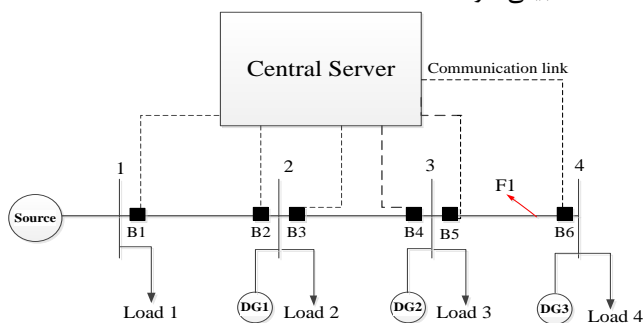 Central Server
Communication link
1
2
3
4
F1
Source
B1
B2
B3
B4
B5
B6
DG1
DG2
DG3
Load 1
Load 2
Load 3
Load 4